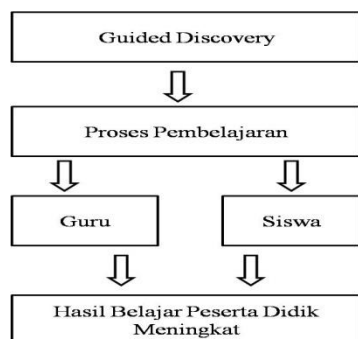 Guided Discovery
Proses Pembelajaran
Guru
Siswa
Hasil Belajar Peserta Didik
Meningkat